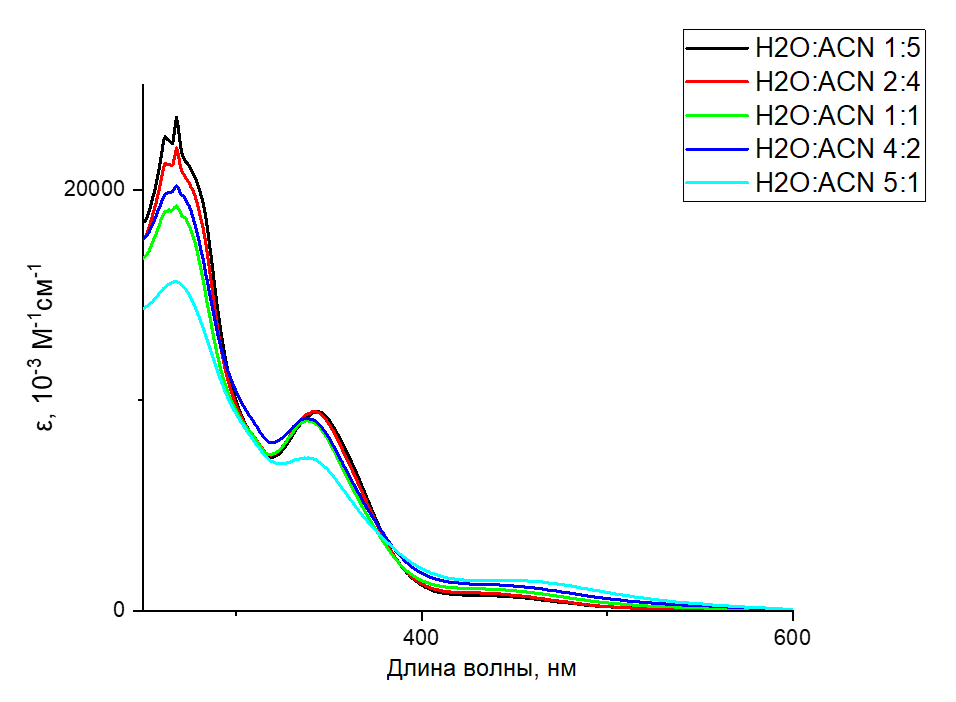 H2O:ACN 1:5
H2O:ACN 2:4
H2O:ACN 1:1
H2O:ACN 4:2
H2O:ACN 5:1
20000
ε, 10⁻³ М⁻¹см⁻¹
0
400
600
Длина волны, нм